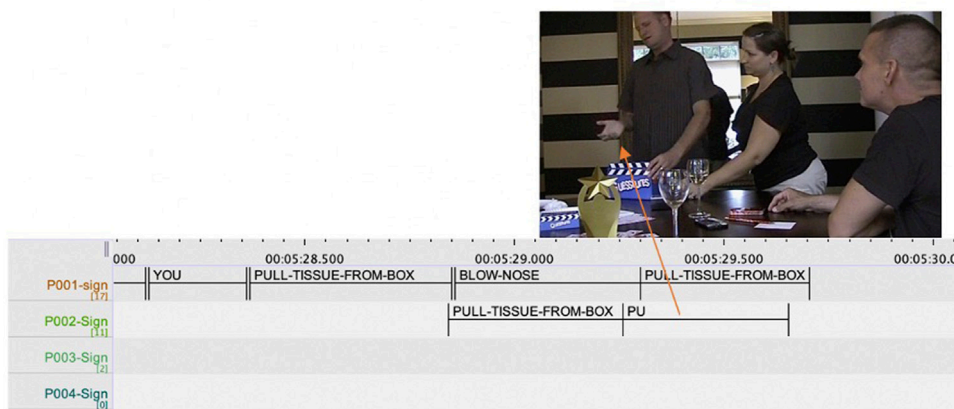 GUESSTURES
000 00:05:28.500 00:05:29.000 00:05:29.500 00:05:30.0
P001-sign
[17]
YOU PULL-TISSUE-FROM-BOX BLOW-NOSE PULL-TISSUE-FROM-BOX
P002-Sign
[11]
PULL-TISSUE-FROM-BOX PU
P003-Sign
[2]
P004-Sign
[0]